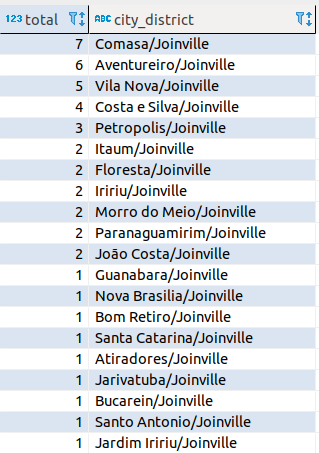 123 total ABC city_district
7 Comasa/Joinville
6 Aventureiro/Joinville
5 Vila Nova/Joinville
4 Costa e Silva/Joinville
3 Petropolis/Joinville
2 Itaum/Joinville
2 Floresta/Joinville
2 Iririu/Joinville
2 Morro do Meio/Joinville
2 Paranaguamirim/Joinville
2 João Costa/Joinville
1 Guanabara/Joinville
1 Nova Brasilia/Joinville
1 Bom Retiro/Joinville
1 Santa Catarina/Joinville
1 Atiradores/Joinville
1 Jarivatuba/Joinville
1 Bucarein/Joinville
1 Santo Antonio/Joinville
1 Jardim Iririu/Joinville